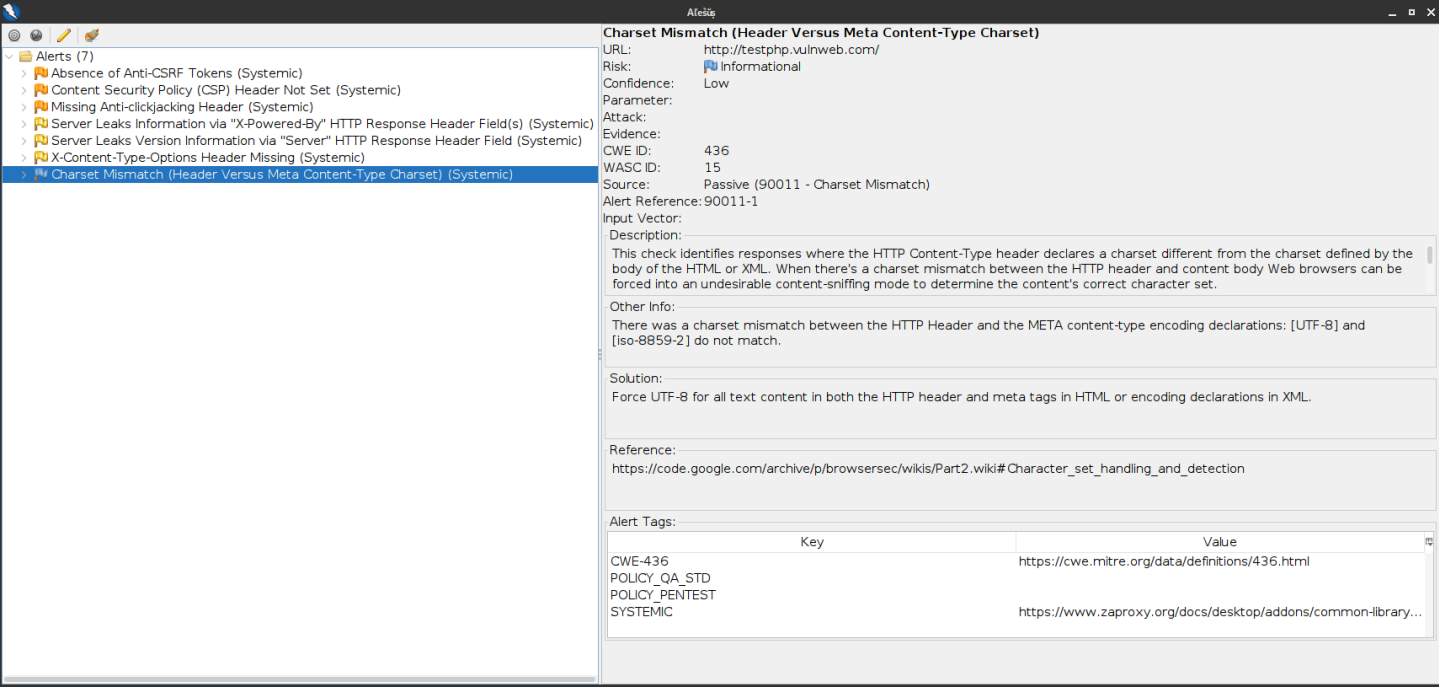 Alerts (7)
Absence of Anti-CSRF Tokens (Systemic)
Content Security Policy (CSP) Header Not Set (Systemic)
Missing Anti-clickjacking Header (Systemic)
Server Leaks Information via "X-Powered-By" HTTP Response Header Field(s) (Systemic)
Server Leaks Version Information via "Server" HTTP Response Header Field (Systemic)
X-Content-Type-Options Header Missing (Systemic)
Charset Mismatch (Header Versus Meta Content-Type Charset) (Systemic)
Charset Mismatch (Header Versus Meta Content-Type Charset)
URL: http://testphp.vulnweb.com/
Risk: Informational
Confidence: Low
Parameter:
Attack:
Evidence:
CWE ID: 436
WASC ID: 15
Source: Passive (90011 - Charset Mismatch)
Alert Reference: 90011-1
Input Vector:
Description:
This check identifies responses where the HTTP Content-Type header declares a charset different from the charset defined by the
body of the HTML or XML. When there's a charset mismatch between the HTTP header and content body Web browsers can be
forced into an undesirable content-sniffing mode to determine the content's correct character set.
Other Info:
There was a charset mismatch between the HTTP Header and the META content-type encoding declarations: [UTF-8] and
[iso-8859-2] do not match.
Solution:
Force UTF-8 for all text content in both the HTTP header and meta tags in HTML or encoding declarations in XML.
Reference:
https://code.google.com/archive/p/browsersec/wikis/Part2.wiki#Character_set_handling_and_detection
Alert Tags:
Key Value
CWE-436 https://cwe.mitre.org/data/definitions/436.html
POLICY_QA_STD
POLICY_PENTEST
SYSTEMIC https://www.zaproxy.org/docs/desktop/addons/common-library...